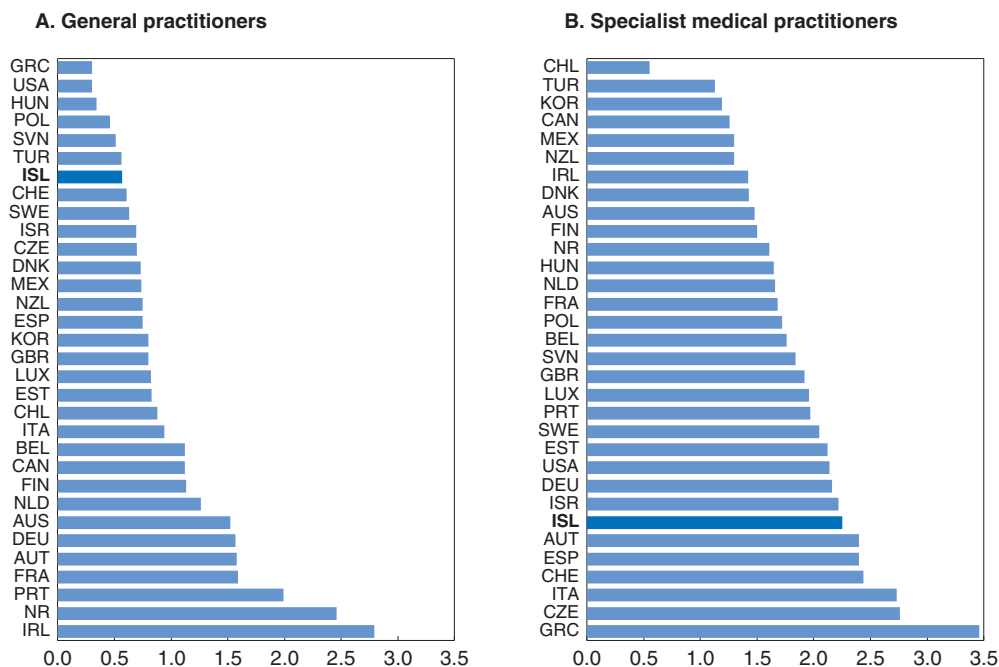 A. General practitioners
GRC
USA
HUN
POL
SVN
TUR
ISL
CHE
SWE
ISR
CZE
DNK
MEX
NZL
ESP
KOR
GBR
LUX
EST
CHL
ITA
BEL
CAN
FIN
NLD
AUS
DEU
AUT
FRA
PRT
NR
IRL
0.0 0.5 1.0 1.5 2.0 2.5 3.0 3.5
B. Specialist medical practitioners
CHL
TUR
KOR
CAN
MEX
NZL
IRL
DNK
AUS
FIN
NR
HUN
NLD
FRA
POL
BEL
SVN
GBR
LUX
PRT
SWE
EST
USA
DEU
ISR
ISL
AUT
ESP
CHE
ITA
CZE
GRC
0.0 0.5 1.0 1.5 2.0 2.5 3.0 3.5